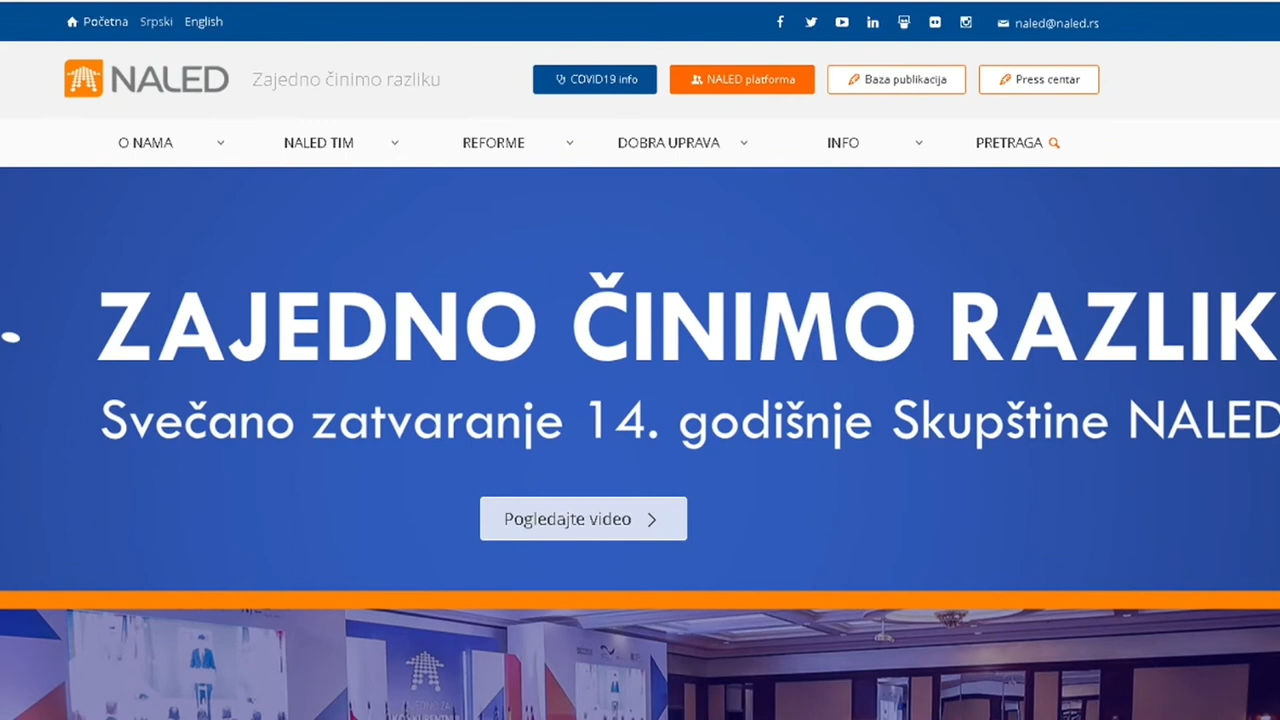 Početna Srpski English naled@naled.rs
NALED Zajedno činimo razliku COVID19 info NALED platforma Baza publikacija Press centar
O NAMA NALED TIM REFORME DOBRA UPRAVA INFO PRETRAGA
ZAJEDNO ČINIMO RAZLIK
Svečano zatvaranje 14. godišnje Skupštine NALED
Pogledajte video